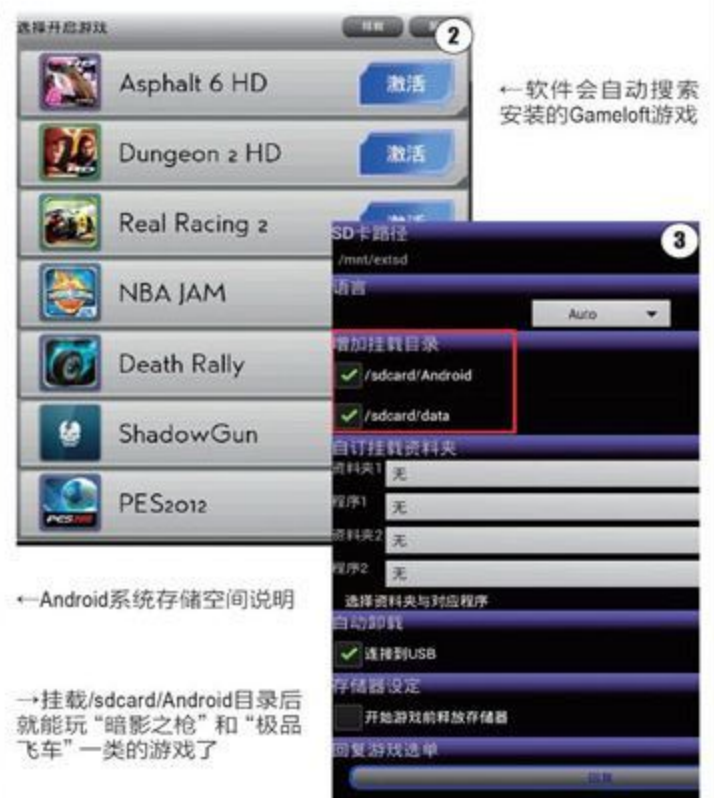 选择开启游戏
挂载
2
Asphalt 6 HD
激活
Dungeon 2 HD
激活
Real Racing 2
激活
NBA JAM
Death Rally
ShadowGun
PES2012
←软件会自动搜索
安装的Gameloft游戏
3
SD卡路径
/mnt/extsd
语言
Auto
增加挂载目录
/sdcard/Android
/sdcard/data
自订挂载资料夹
资料夹1
无
程序1
无
资料夹2
无
程序2
无
选择资料夹与对应程序
自动卸载
连接到USB
存储器设定
开始游戏前释放存储器
回复游戏选单
回复
←Android系统存储空间说明
→挂载/sdcard/Android目录后
就能玩“暗影之枪”和“极品
飞车”一类的游戏了